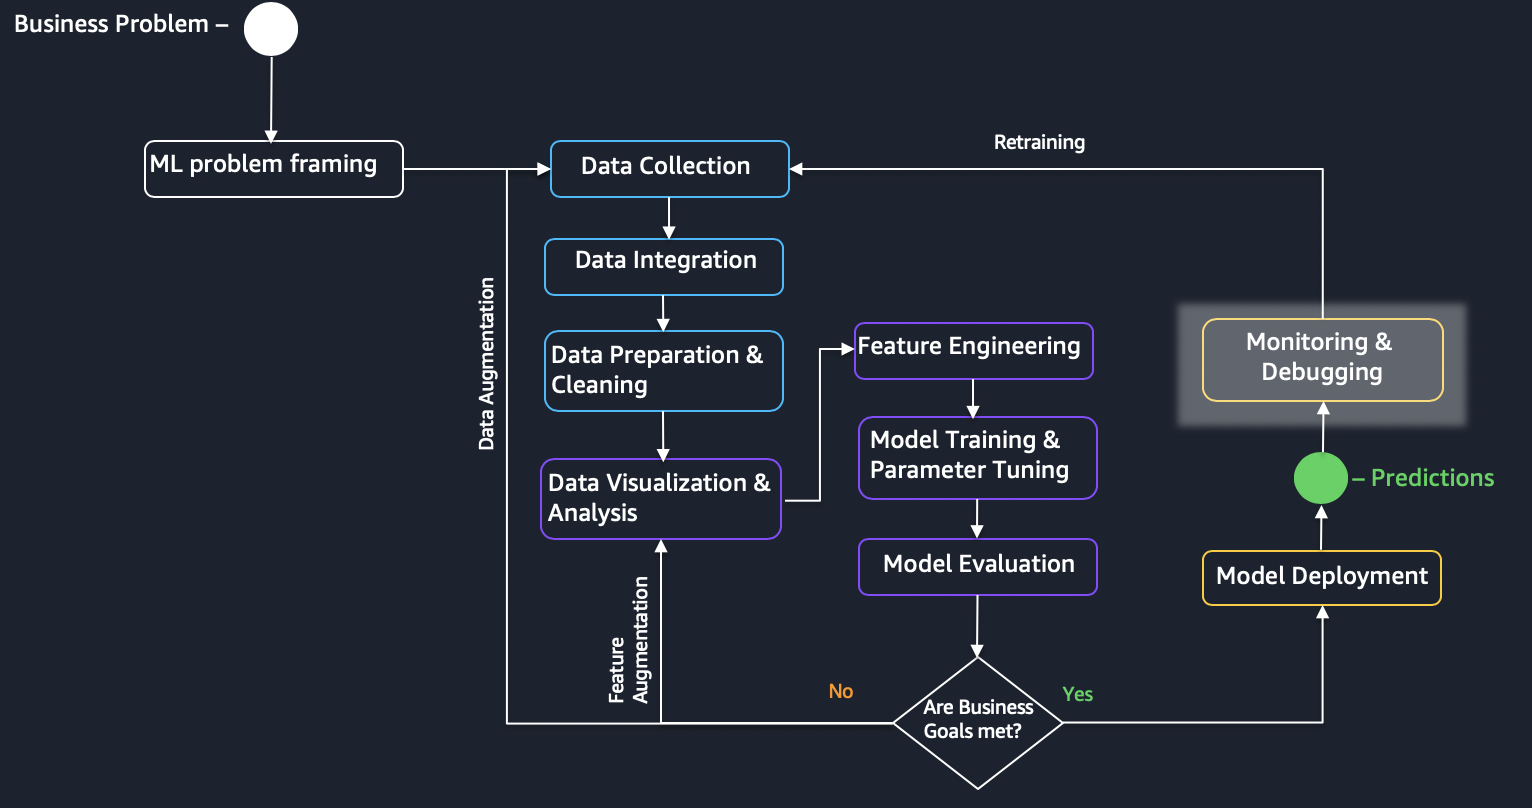 Business Problem –
ML problem framing
Data Collection
Retraining
Data Integration
Data Augmentation
Data Preparation &
Cleaning
Feature Engineering
Monitoring &
Debugging
Model Training &
Parameter Tuning
Data Visualization &
Analysis
– Predictions
Model Evaluation
Model Deployment
Feature
Augmentation
No
Yes
Are Business
Goals met?